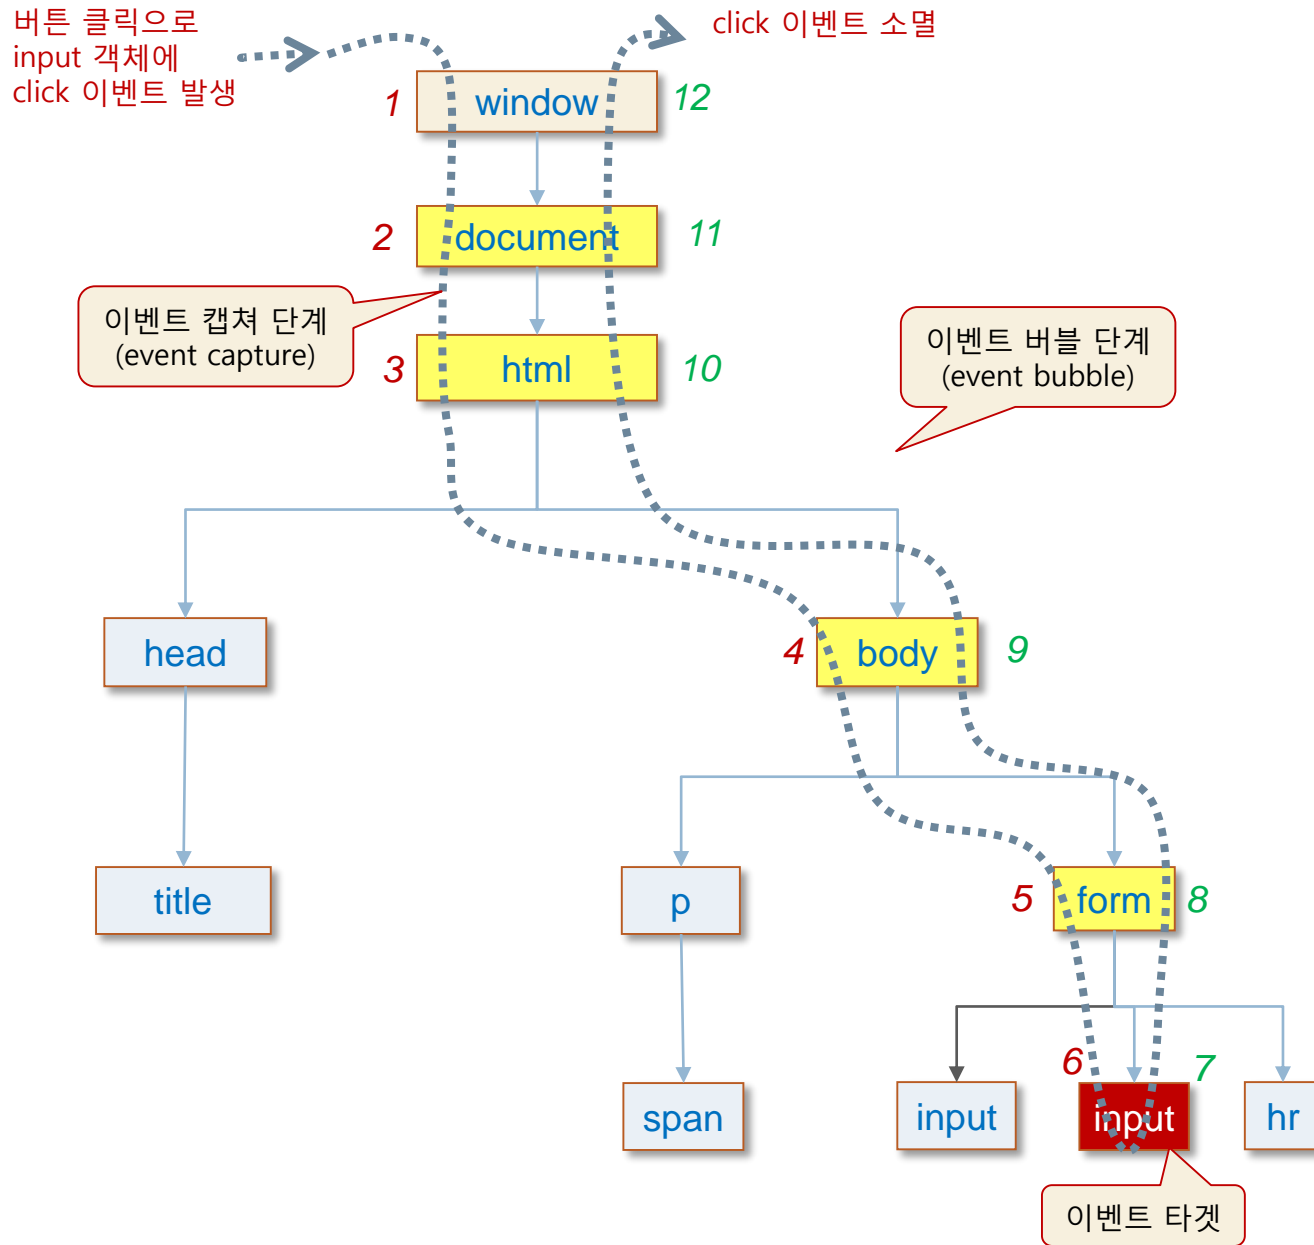 버튼 클릭으로
input 객체에
click 이벤트 발생
click 이벤트 소멸
1
window
12
2
document
11
이벤트 캡쳐 단계
(event capture)
3
html
10
이벤트 버블 단계
(event bubble)
head
4
body
9
title
p
5
form
8
6
7
span
input
input
hr
이벤트 타겟